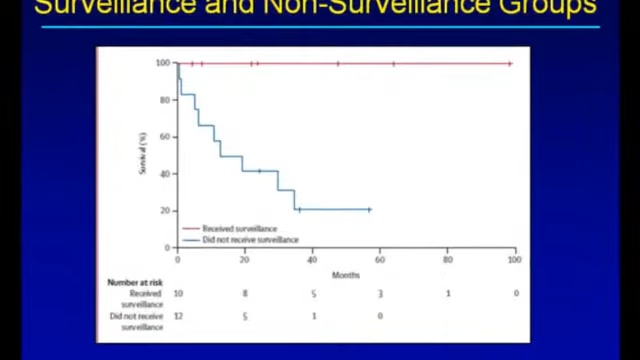 Surveillance and Non-Surveillance Groups
100
80
60
40
20
0
Survival (%)
Received surveillance
Did not receive surveillance
0 20 40 60 80 100
Months
Number at risk
Received surveillance 10 8 5 3 1 0
Did not receive surveillance 12 5 1 0